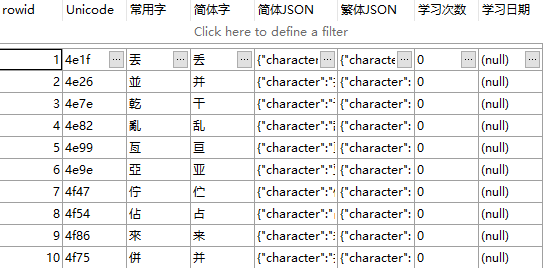 rowid Unicode 常用字 简体字 简体JSON 繁体JSON 学习次数 学习日期
Click here to define a filter
1 4e1f ... 丟 ... 丢 ... {"character ... {"characte ... 0 ... (null) ...
2 4e26 並 并 {"character":" {"character": 0 (null)
3 4e7e 乾 干 {"character":" {"character": 0 (null)
4 4e82 亂 乱 {"character":" {"character": 0 (null)
5 4e99 亙 亘 {"character":" {"character": 0 (null)
6 4e9e 亞 亚 {"character":" {"character": 0 (null)
7 4f47 佇 伫 {"character":" {"character": 0 (null)
8 4f54 佔 占 {"character":" {"character": 0 (null)
9 4f86 來 来 {"character":" {"character": 0 (null)
10 4f75 併 并 {"character":" {"character": 0 (null)